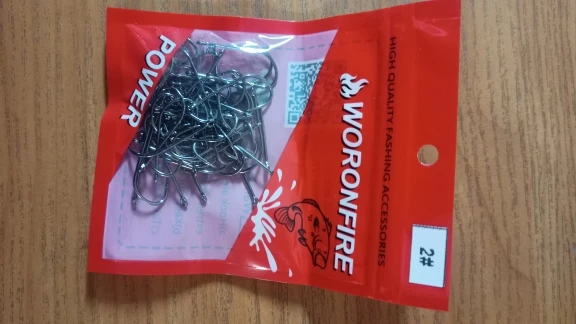 HIGH QUALITY FASHING ACCESSORIES
WORONFIRE
POWER
2#